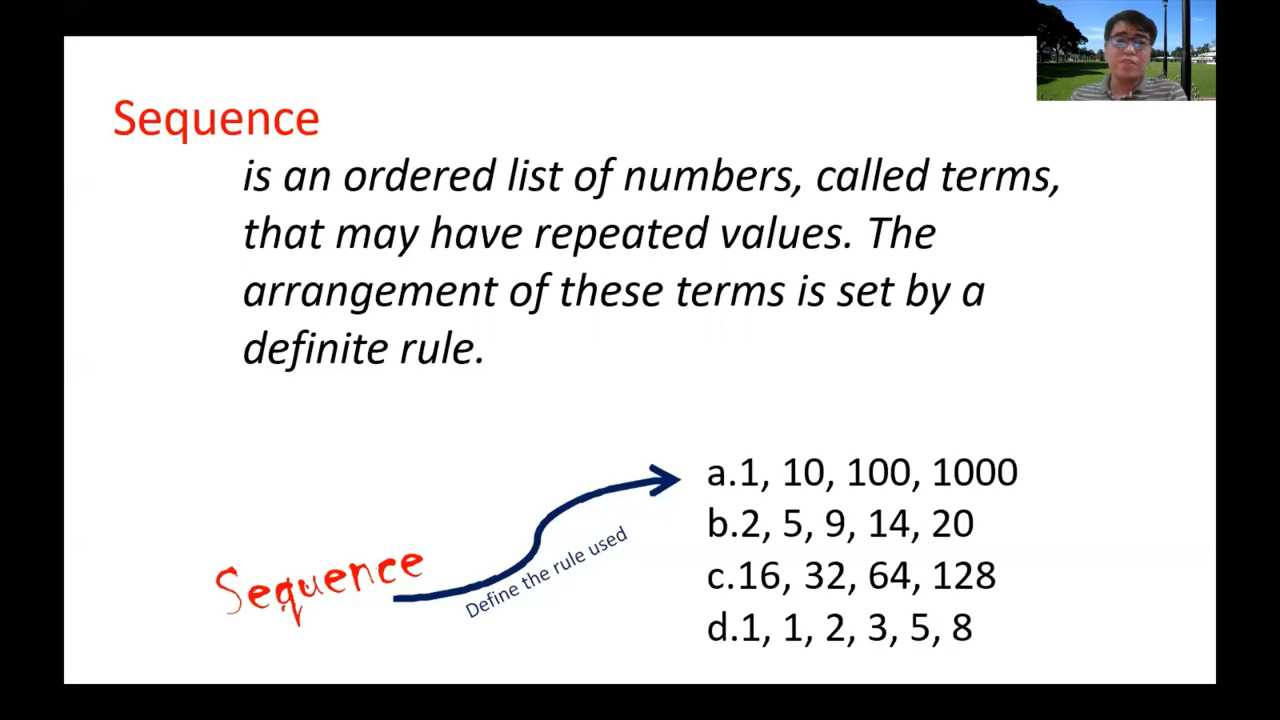 Sequence
is an ordered list of numbers, called terms,
that may have repeated values. The
arrangement of these terms is set by a
definite rule.
Sequence
Define the rule used
a.1, 10, 100, 1000
b.2, 5, 9, 14, 20
c.16, 32, 64, 128
d.1, 1, 2, 3, 5, 8